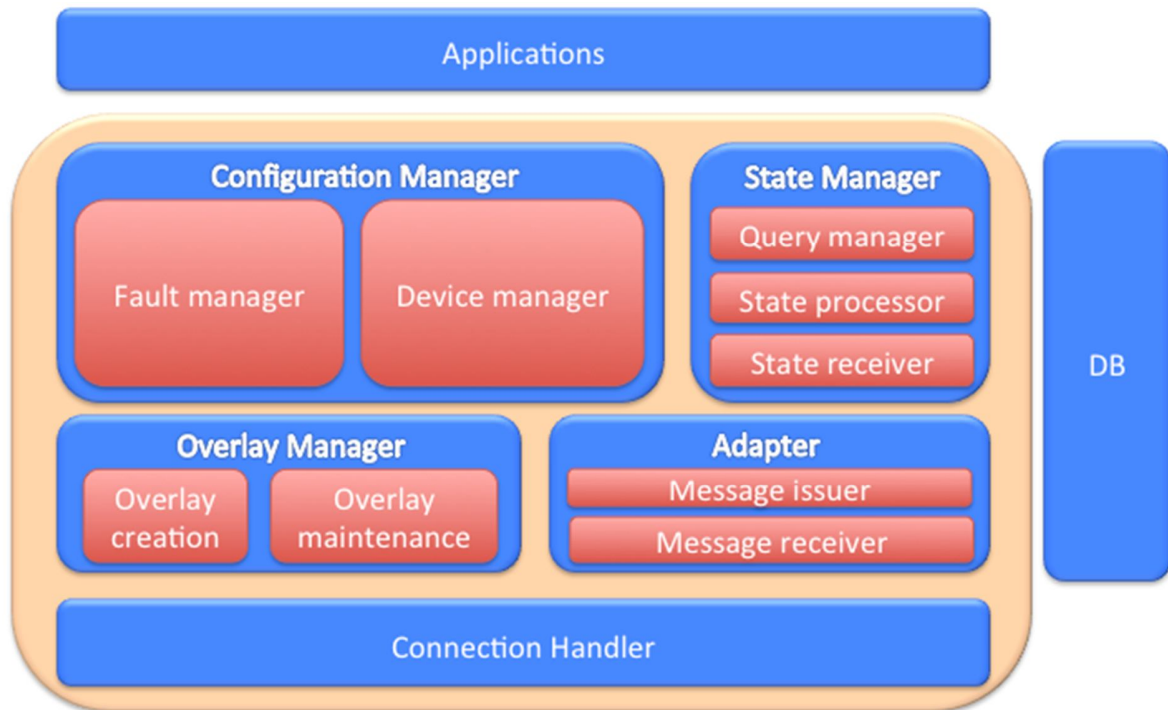 Applications
Configuration Manager
Fault manager
Device manager
State Manager
Query manager
State processor
State receiver
DB
Overlay Manager
Overlay
creation
Overlay
maintenance
Adapter
Message issuer
Message receiver
Connection Handler